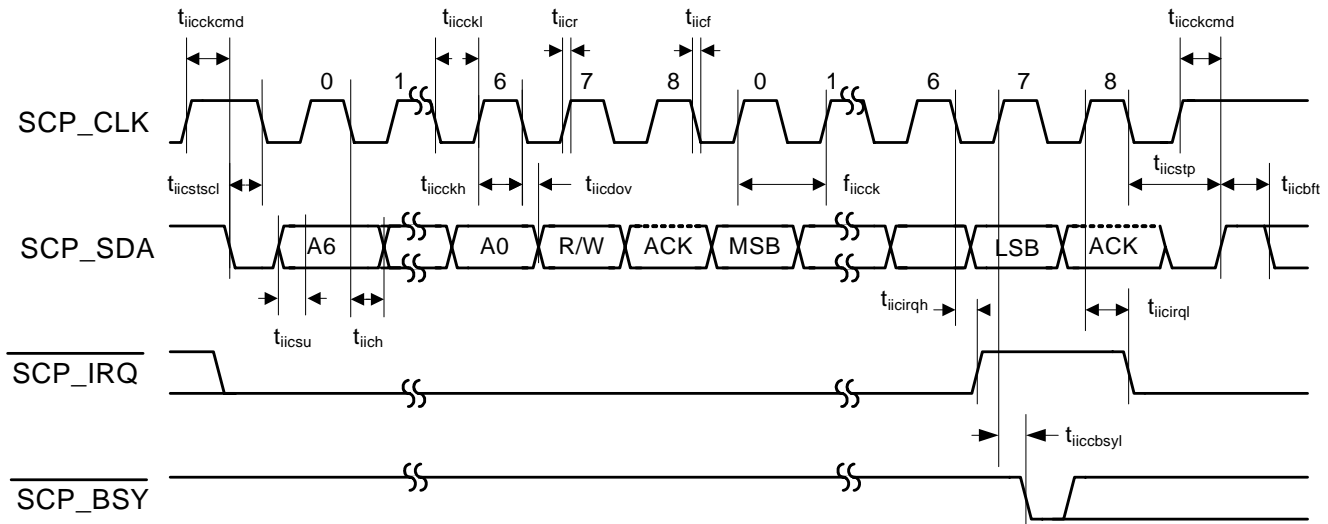 t_iicckcmd t_iicckl t_iicr t_iicf t_iicckcmd
0 1 6 7 8 0 1 6 7 8
SCP_CLK
t_iicstscl t_iicckh t_iicdov f_iicck t_iicstp t_iicbft
SCP_SDA A6 A0 R/W ACK MSB LSB ACK
t_iicsu t_iich t_iicirqh t_iicirql
SCP_IRQ
t_iiccbsyl
SCP_BSY